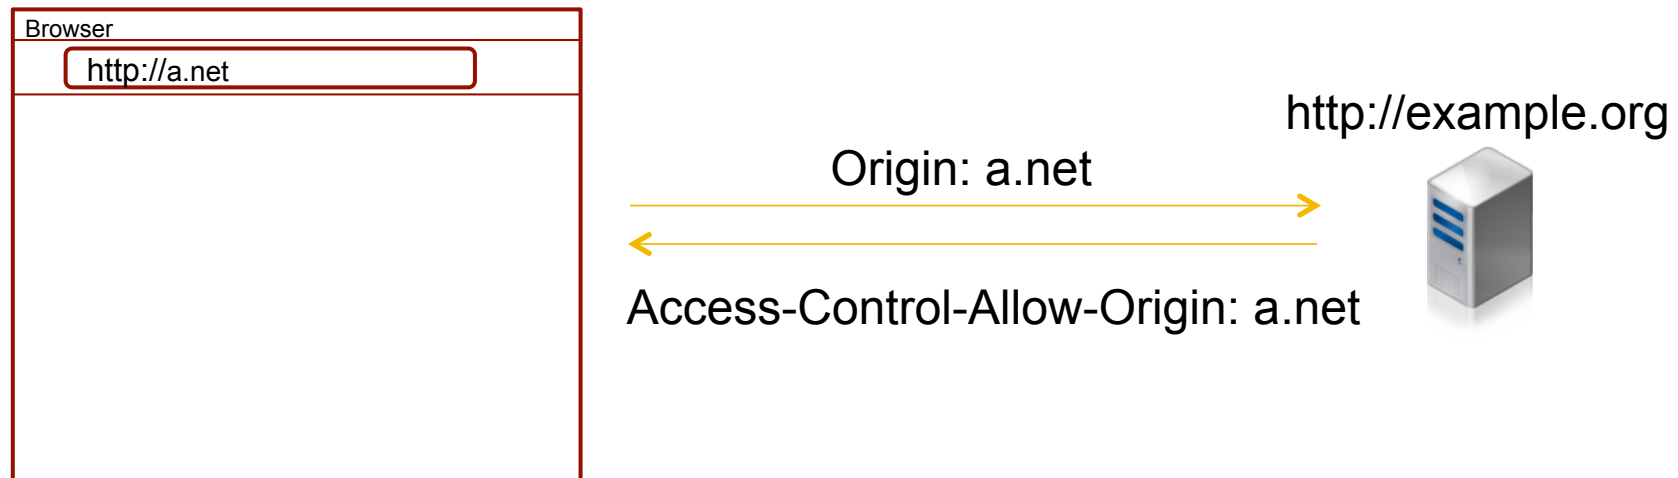 Browser
http://a.net
http://example.org
Origin: a.net
Access-Control-Allow-Origin: a.net